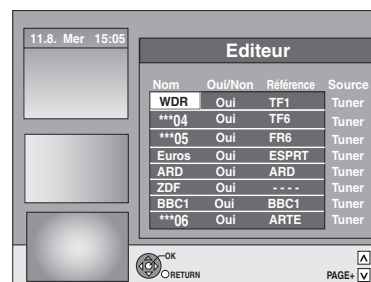 11.8. Mer 15:05
Editeur
Nom Oui/Non Référence Source
WDR Oui TF1 Tuner
***04 Oui TF6 Tuner
***05 Oui FR6 Tuner
Euros Oui ESPRT Tuner
ARD Oui ARD Tuner
ZDF Oui ---- Tuner
BBC1 Oui BBC1 Tuner
***06 Oui ARTE Tuner
OK
RETURN
PAGE+